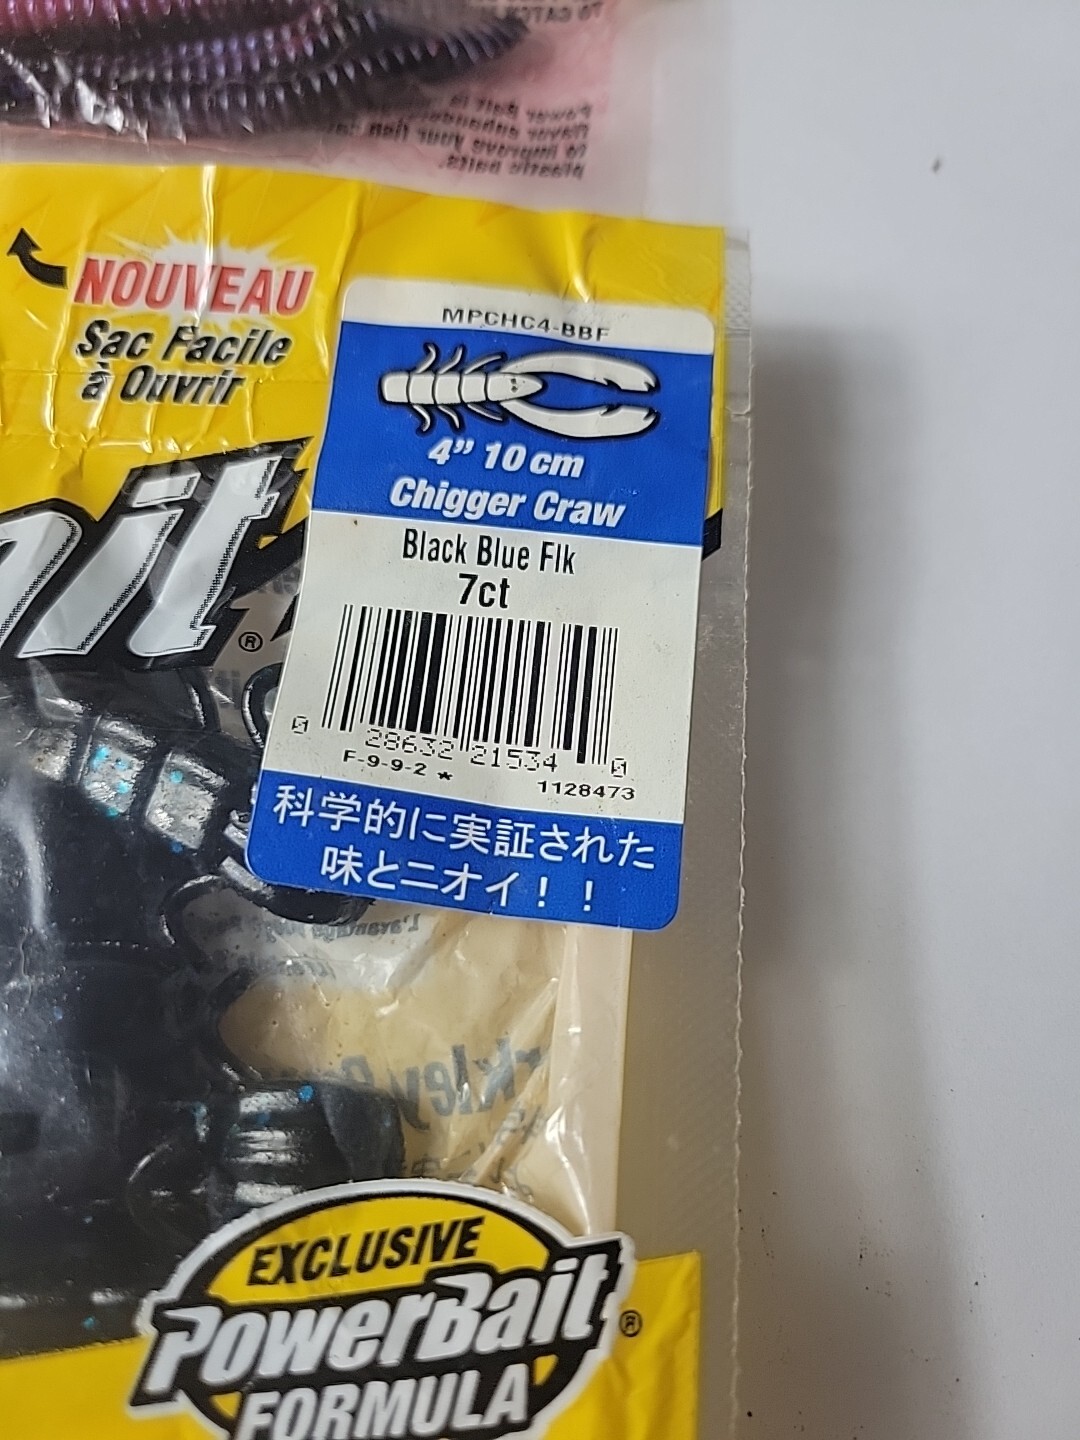 NOUVEAU
Sac Facile
à Ouvrir
MPCHC4-BBF
4” 10 cm
Chigger Craw
Black Blue Flk
7ct
0 28632 21534 0
F-9-9-2 *
1128473
科学的に実証された
味とニオイ！！
EXCLUSIVE
PowerBait®
FORMULA